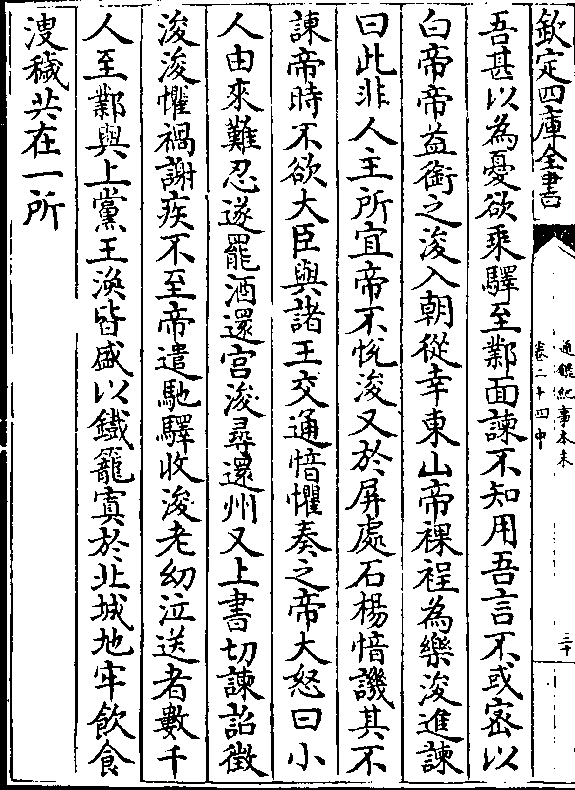 欽定四庫全書
通鑑紀事本末
卷二十四中
三十
吾甚以為憂欲乘驛至鄴面諫不知用吾言不或宻以
白帝帝益銜之浚入朝從幸東山帝裸裎為樂浚進諫
曰此非人主所宜帝不悅浚又於屏處召楊愔譏其不
諫帝時不欲大臣與諸王交通愔懼奏之帝大怒曰小
人由來難忍遂罷酒還宮浚尋還州又上書切諫詔徵
浚浚懼禍謝疾不至帝遣馳驛收浚老幼泣送者數千
人至鄴與上黨王渙皆盛以鐵籠寘於北城地牢飲食
溲穢共在一所